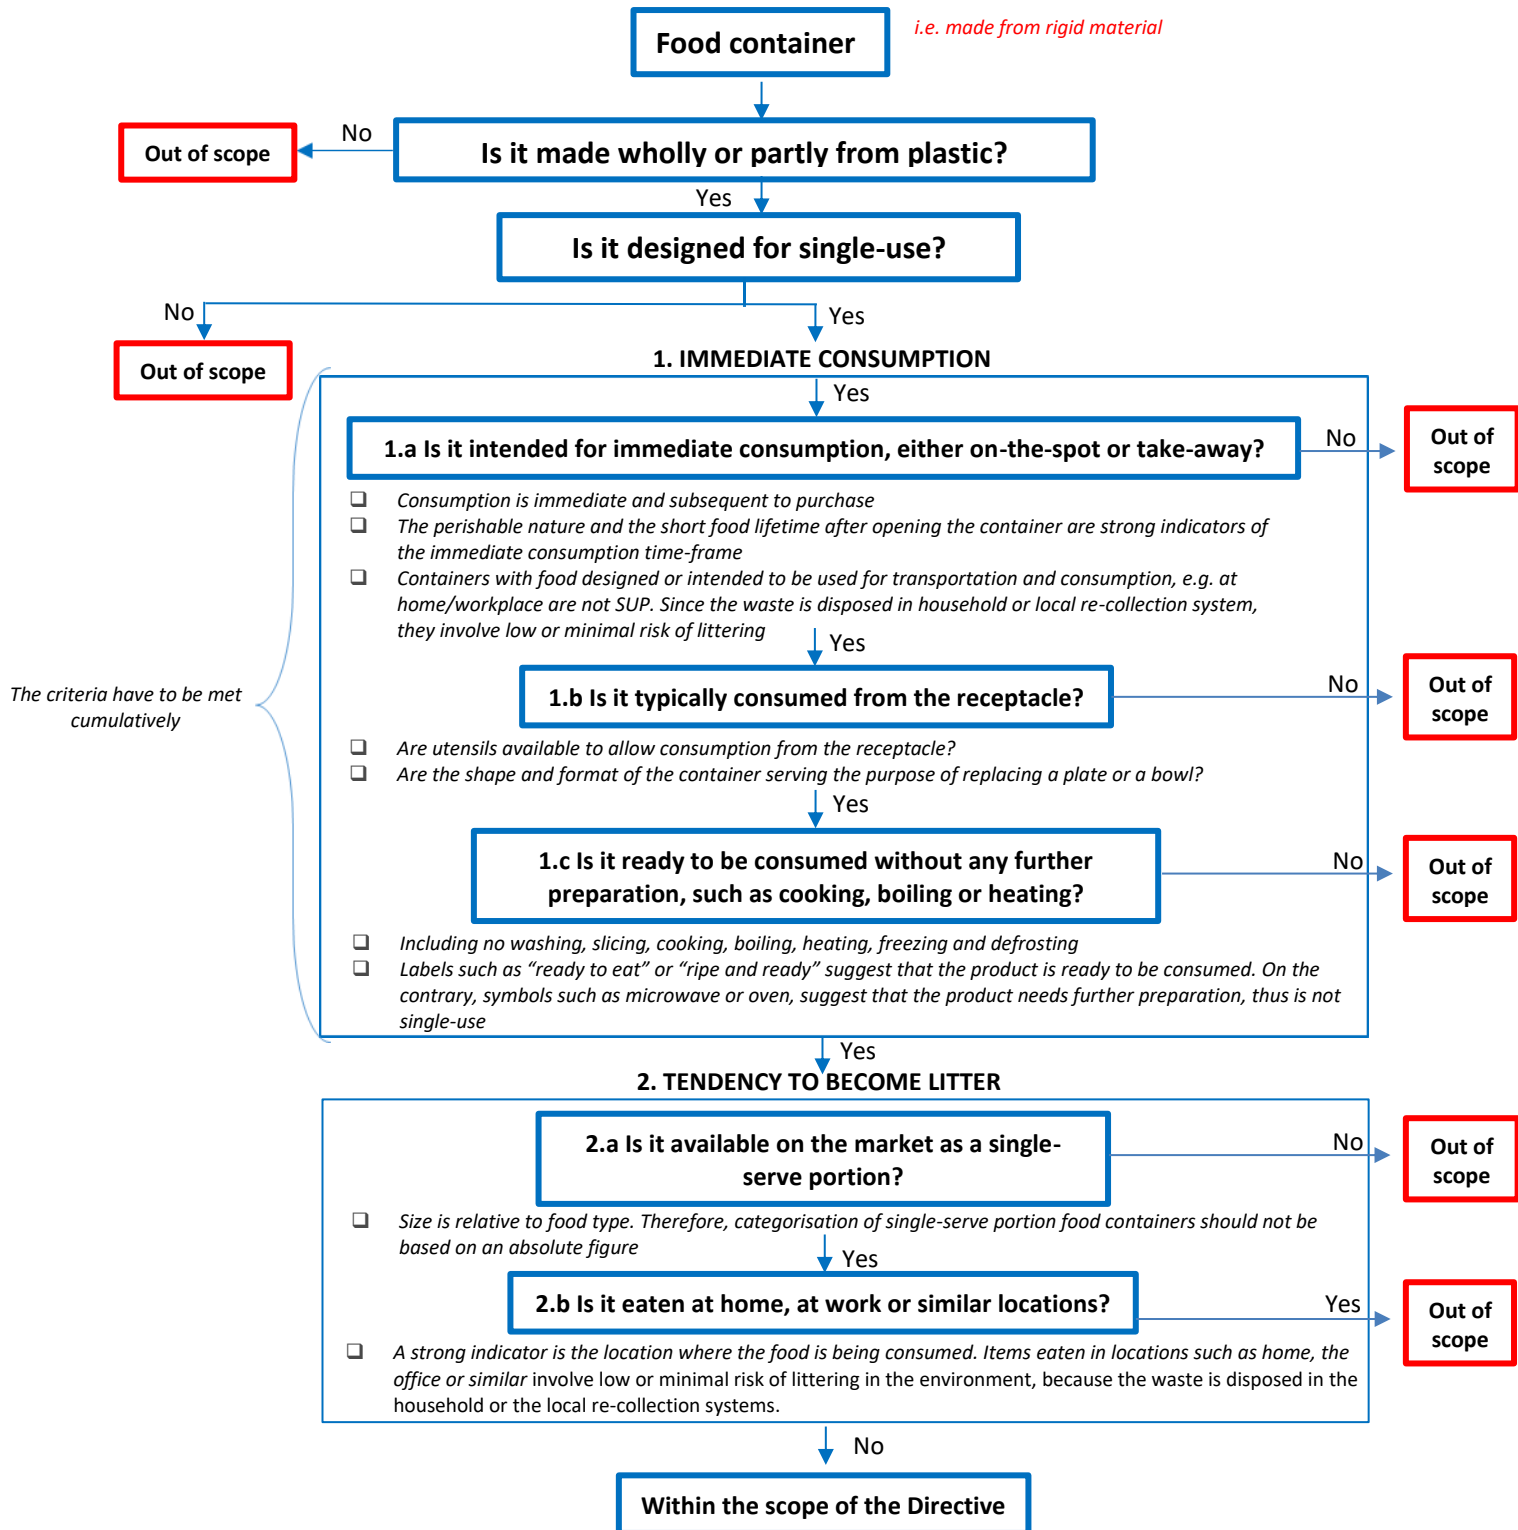 Food container
i.e. made from rigid material
No
Out of scope
Is it made wholly or partly from plastic?
Yes
Is it designed for single-use?
No
Yes
Out of scope
1. IMMEDIATE CONSUMPTION
Yes
1.a Is it intended for immediate consumption, either on-the-spot or take-away?
No
Out of
scope
❑ Consumption is immediate and subsequent to purchase
❑ The perishable nature and the short food lifetime after opening the container are strong indicators of
the immediate consumption time-frame
❑ Containers with food designed or intended to be used for transportation and consumption, e.g. at
home/workplace are not SUP. Since the waste is disposed in household or local re-collection system,
they involve low or minimal risk of littering
Yes
The criteria have to be met
cumulatively
1.b Is it typically consumed from the receptacle?
No
Out of
scope
❑ Are utensils available to allow consumption from the receptacle?
❑ Are the shape and format of the container serving the purpose of replacing a plate or a bowl?
Yes
1.c Is it ready to be consumed without any further
preparation, such as cooking, boiling or heating?
No
Out of
scope
❑ Including no washing, slicing, cooking, boiling, heating, freezing and defrosting
❑ Labels such as “ready to eat” or “ripe and ready” suggest that the product is ready to be consumed. On the
contrary, symbols such as microwave or oven, suggest that the product needs further preparation, thus is not
single-use
Yes
2. TENDENCY TO BECOME LITTER
2.a Is it available on the market as a single-
serve portion?
No
Out of
scope
❑ Size is relative to food type. Therefore, categorisation of single-serve portion food containers should not be
based on an absolute figure
Yes
2.b Is it eaten at home, at work or similar locations?
Yes
Out of
scope
❑ A strong indicator is the location where the food is being consumed. Items eaten in locations such as home, the
office or similar involve low or minimal risk of littering in the environment, because the waste is disposed in the
household or the local re-collection systems.
No
Within the scope of the Directive